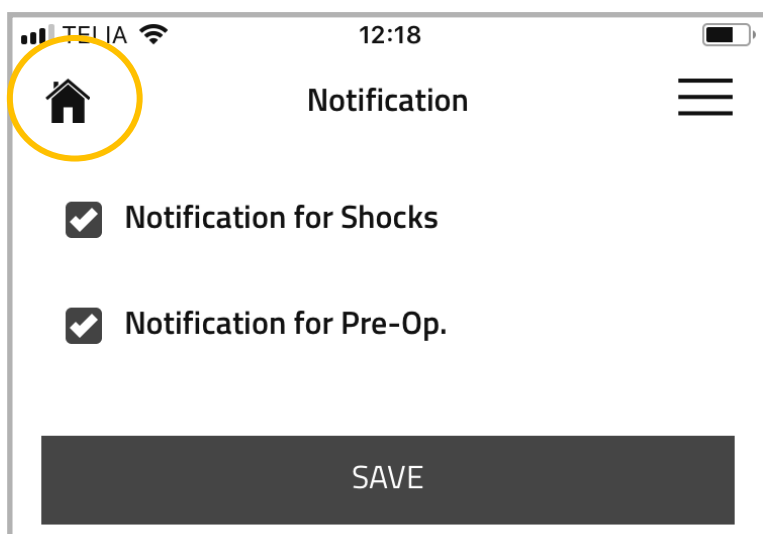 TELIA 12:18
Notification
Notification for Shocks
Notification for Pre-Op.
SAVE